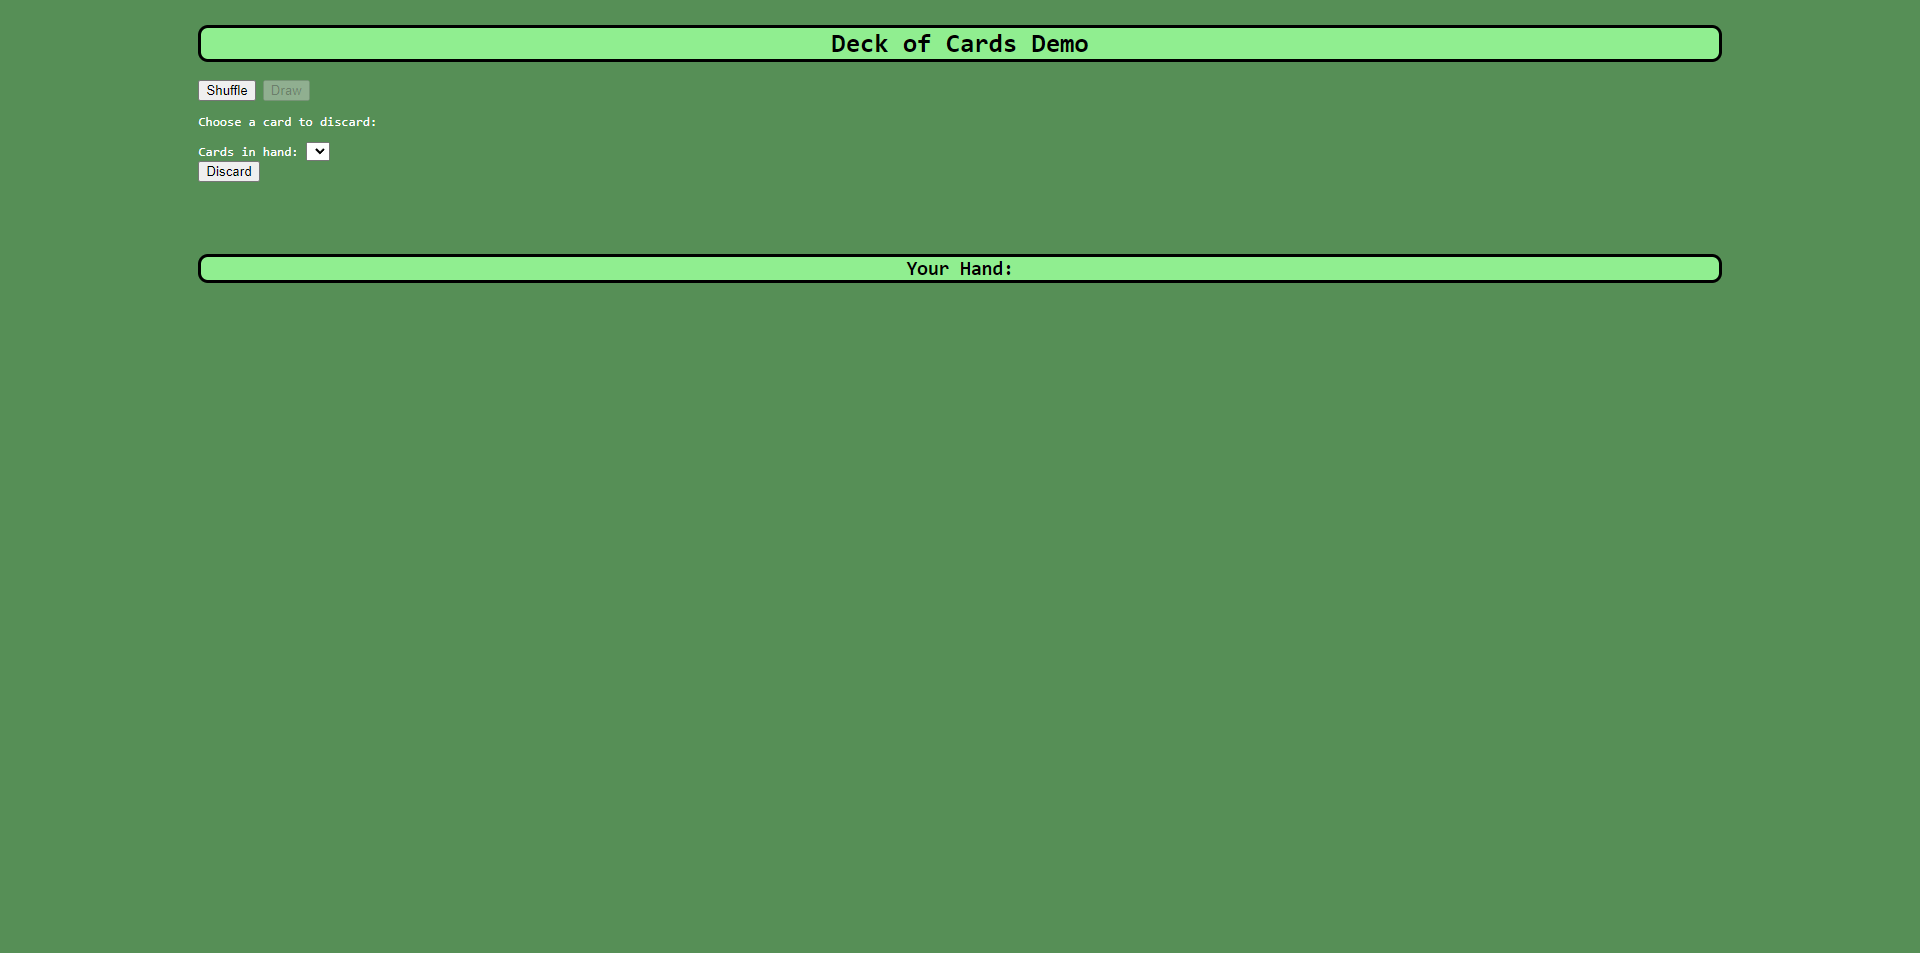 Deck of Cards Demo
Shuffle Draw
Choose a card to discard:
Cards in hand:
Discard
Your Hand: